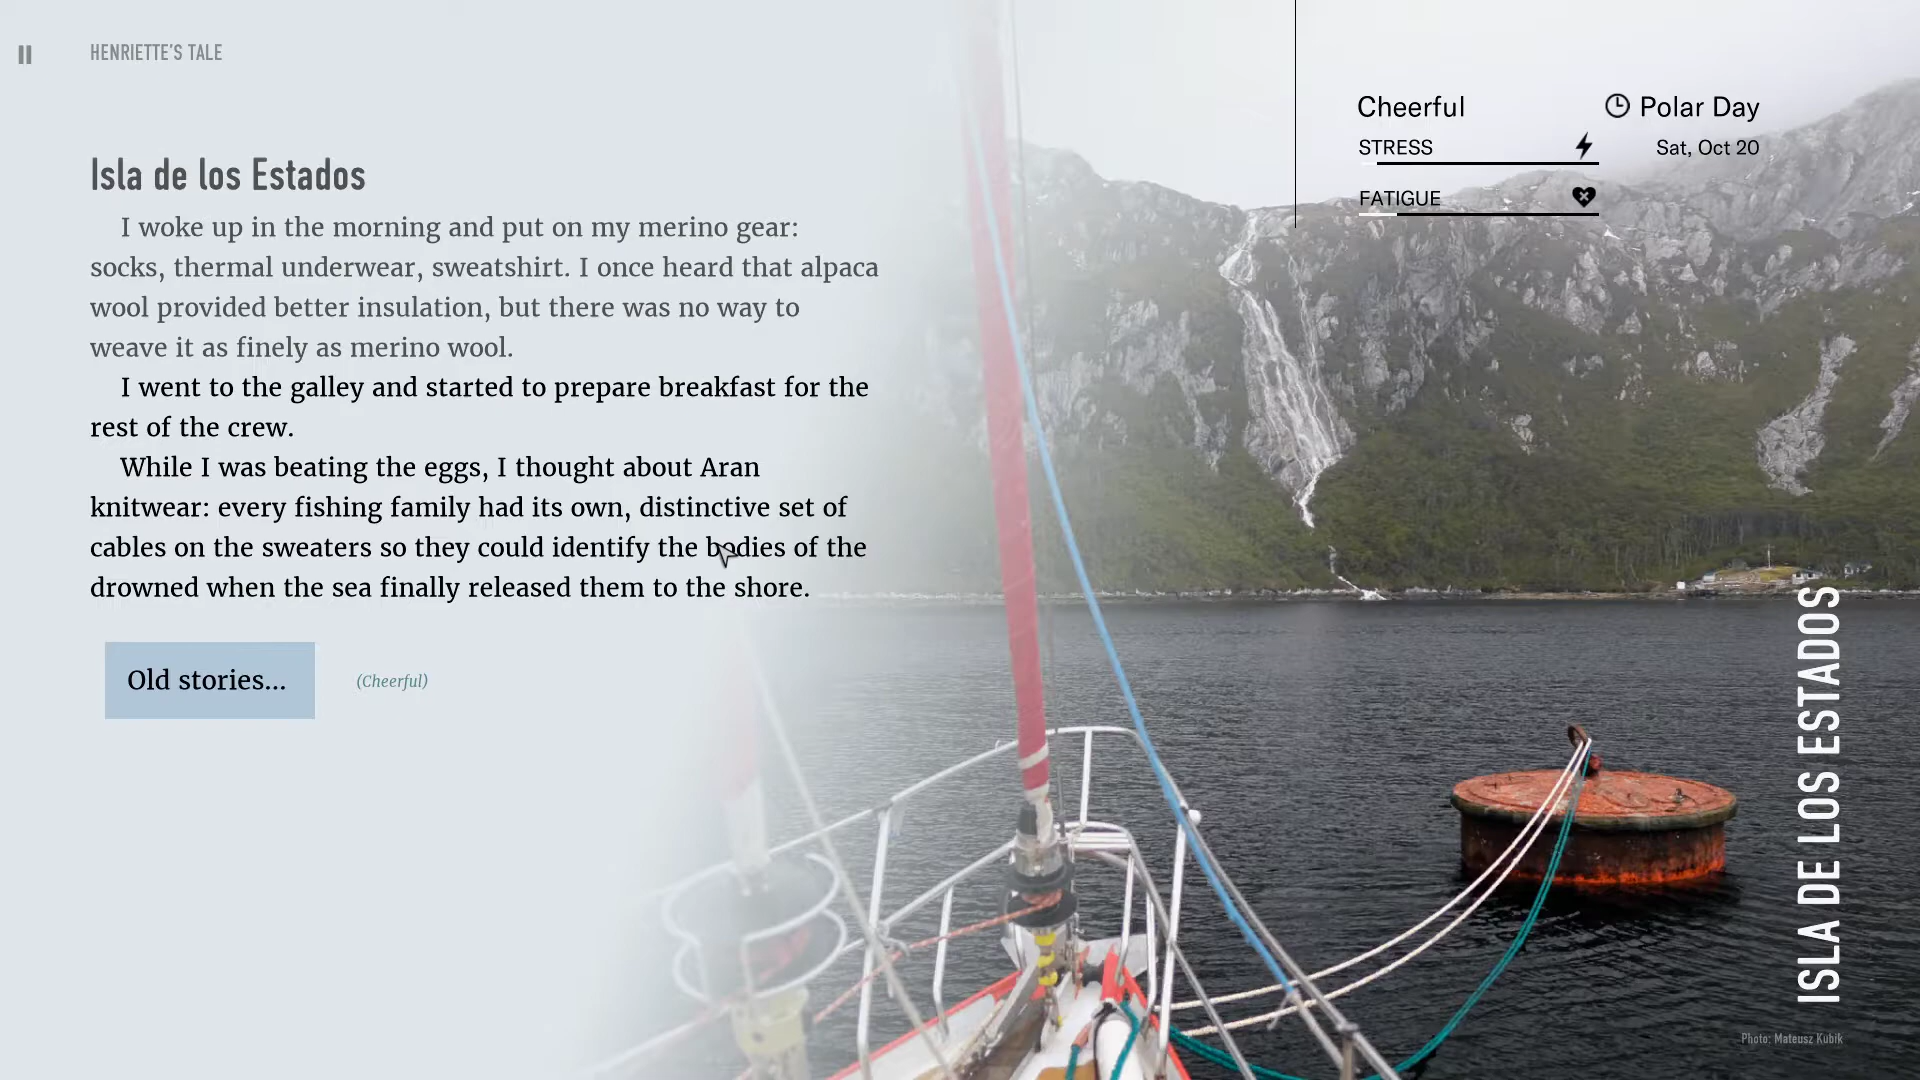 HENRIETTE'S TALE
Isla de los Estados
I woke up in the morning and put on my merino gear:
socks, thermal underwear, sweatshirt. I once heard that alpaca
wool provided better insulation, but there was no way to
weave it as finely as merino wool.
I went to the galley and started to prepare breakfast for the
rest of the crew.
While I was beating the eggs, I thought about Aran
knitwear: every fishing family had its own, distinctive set of
cables on the sweaters so they could identify the bodies of the
drowned when the sea finally released them to the shore.
Old stories...
(Cheerful)
Cheerful
Polar Day
STRESS
Sat, Oct 20
FATIGUE
ISLA DE LOS ESTADOS
Photo: Mateusz Kubik